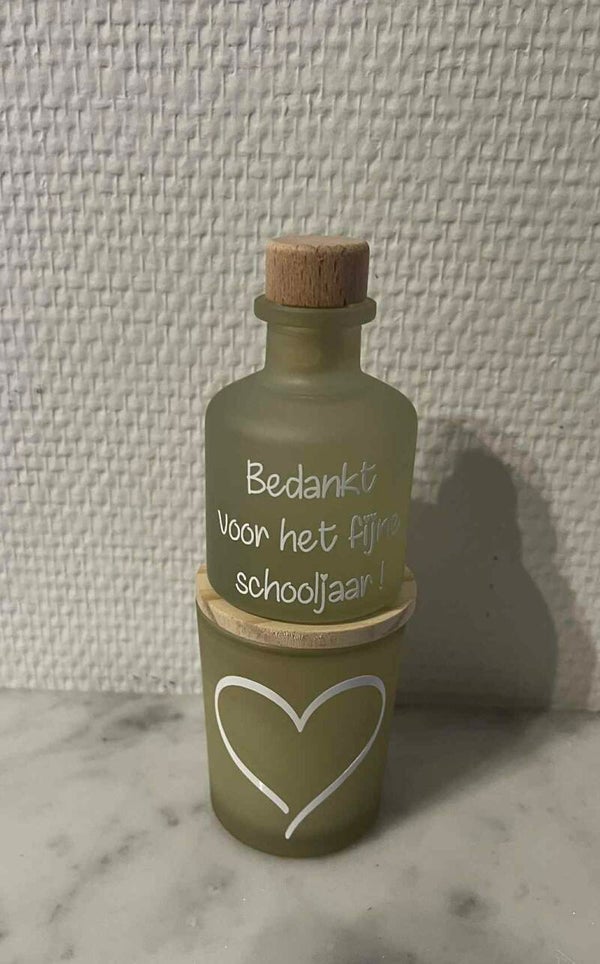 Bedankt
voor het fijne
schooljaar!